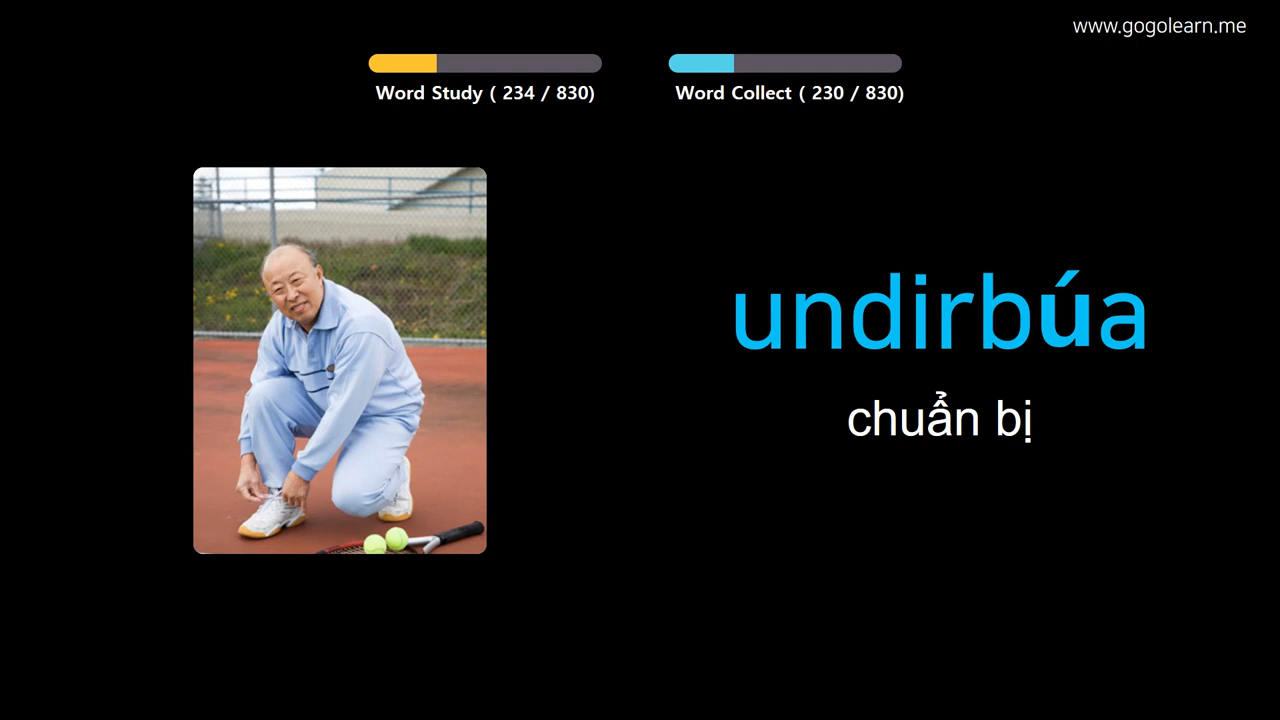 www.gogolearn.me
Word Study ( 234 / 830)
Word Collect ( 230 / 830)
undirbúa
chuẩn bị